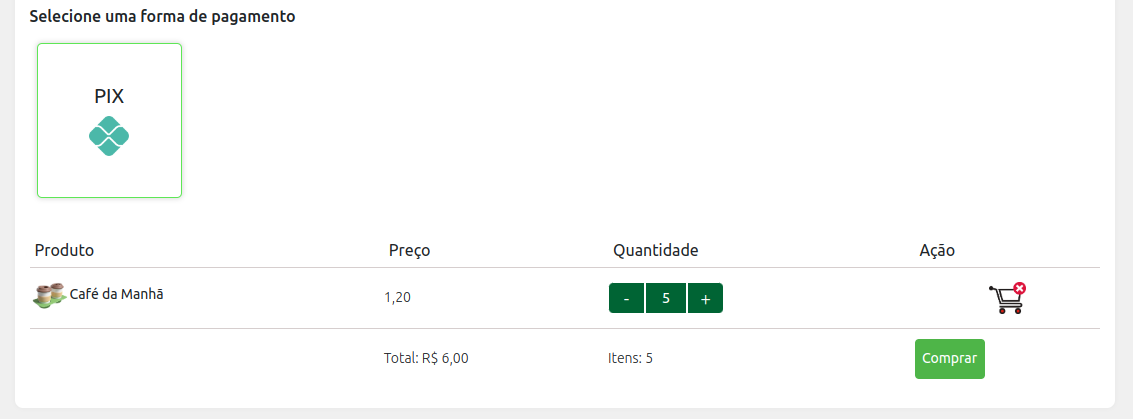 Selecione uma forma de pagamento
PIX
Produto Preço Quantidade Ação
Café da Manhã 1,20 - 5 +
Total: R$ 6,00 Itens: 5 Comprar